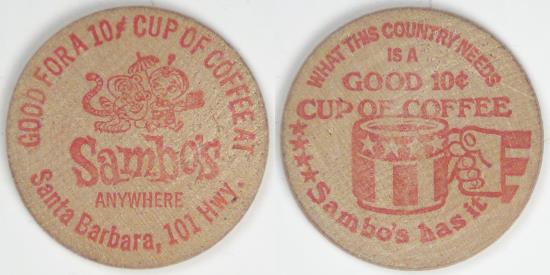 GOOD FOR A 10¢ CUP OF COFFEE AT
Sambo's
ANYWHERE
Santa Barbara, 101 Hwy.
WHAT THIS COUNTRY NEEDS
IS A
GOOD 10¢
CUP OF COFFEE
Sambo's has it